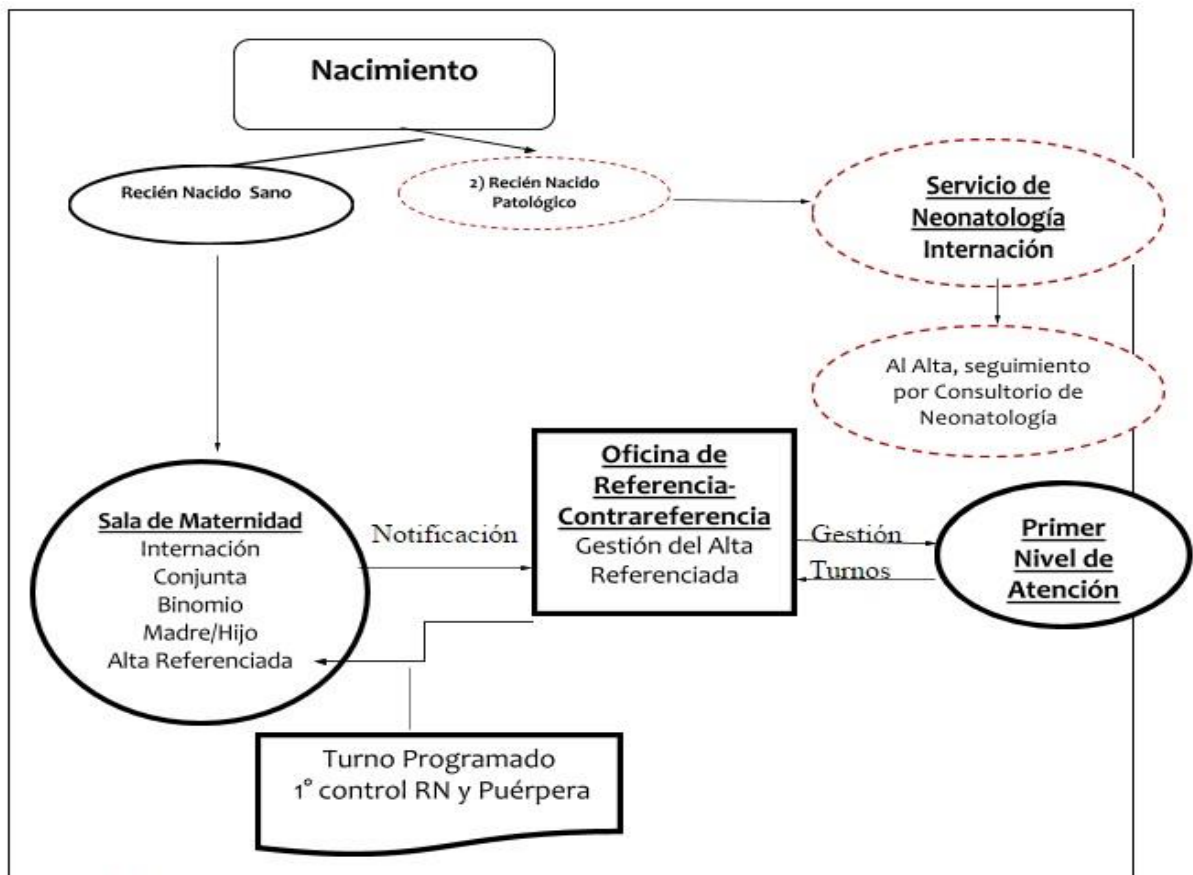 Nacimiento
Recién Nacido Sano
2) Recién Nacido
Patológico
Servicio de
Neonatología
Internación
Al Alta, seguimiento
por Consultorio de
Neonatología
Sala de Maternidad
Internación
Conjunta
Binomio
Madre/Hijo
Alta Referenciada
Notificación
Oficina de
Referencia-
Contrareferencia
Gestión del Alta
Referenciada
Gestión
Turnos
Primer
Nivel de
Atención
Turno Programado
1° control RN y Puérpera